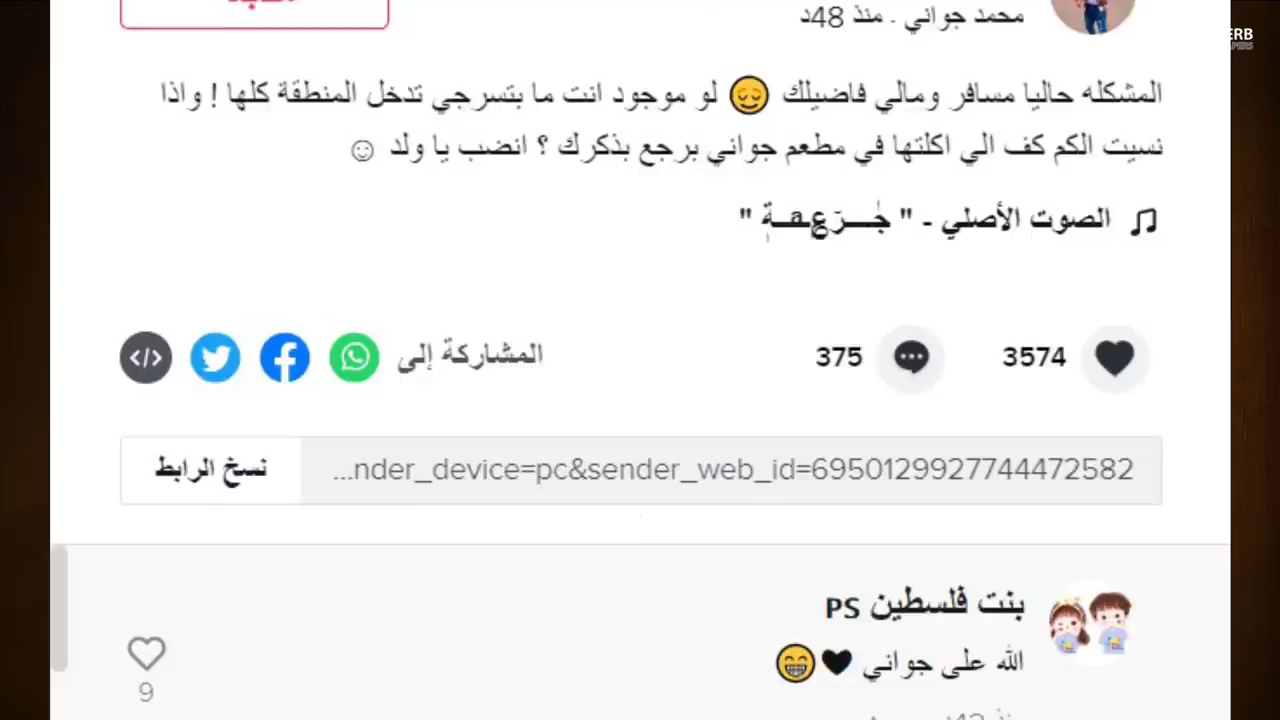 محمد جواني . منذ 48د
المشكله حاليا مسافر ومالي فاضيلك 😌 لو موجود انت ما بتسرجي تدخل المنطقة كلها ! واذا
نسيت الكم كف الي اكلتها في مطعم جواني برجع بذكرك ؟ انضب يا ولد ☺
الصوت الأصلي -
3574
375
المشاركة إلى
...nder_device=pc&sender_web_id=6950129927744472582
نسخ الرابط
بنت فلسطين PS
الله على جواني 🖤😁
9